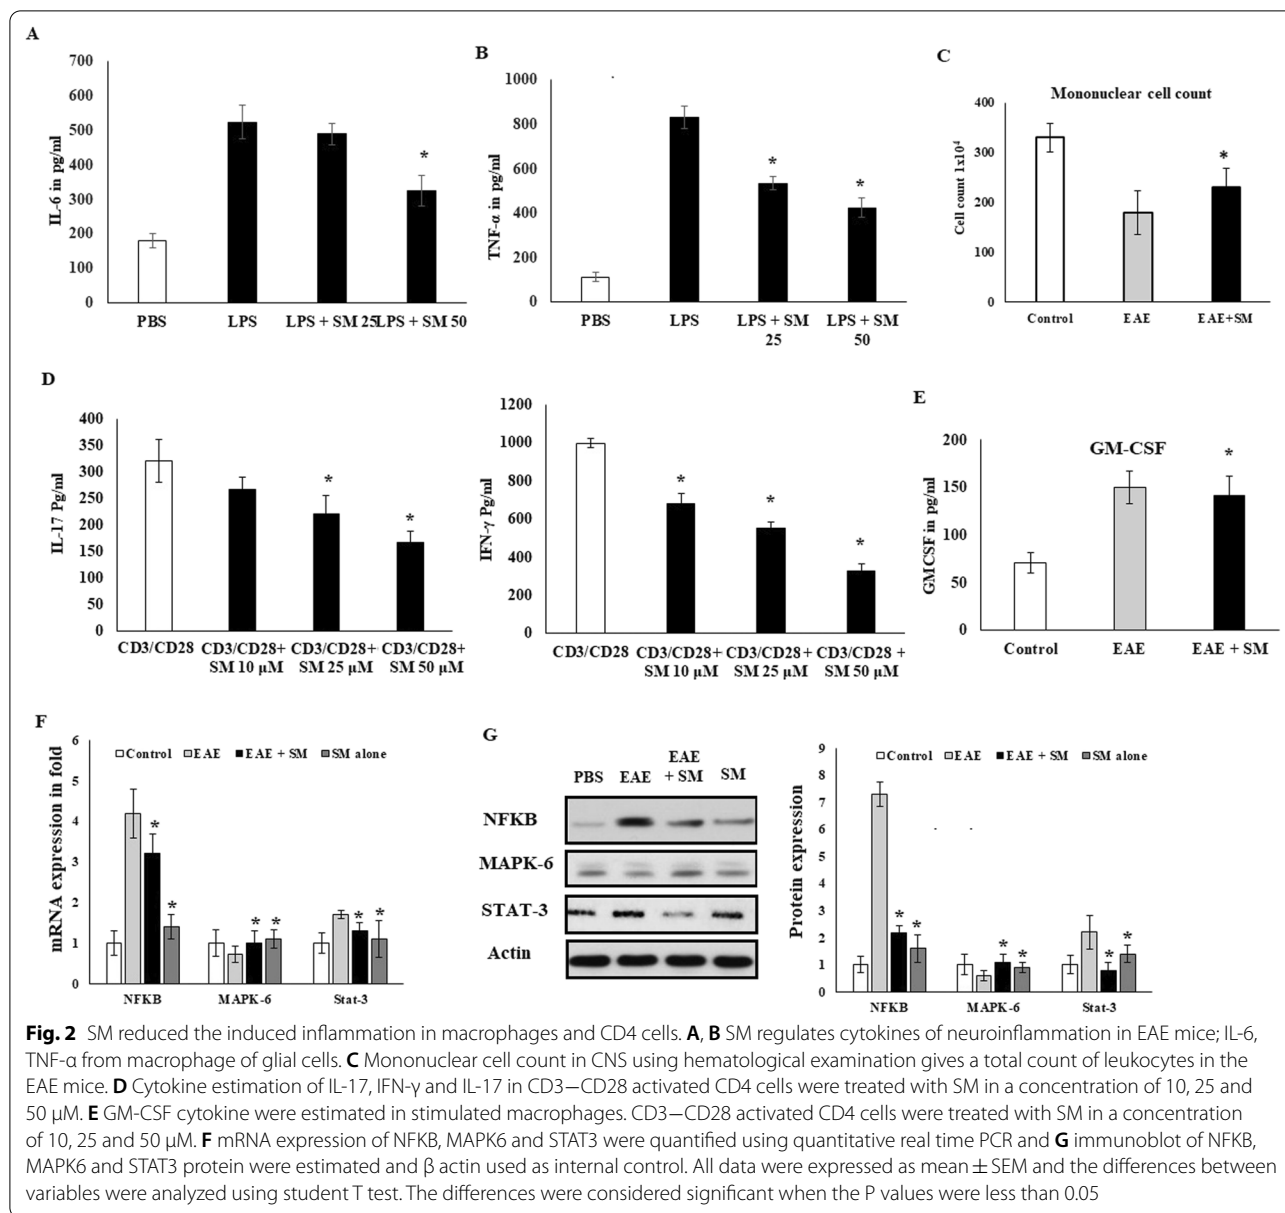 A
700
600
500
400
300
200
100
0
IL-6 in pg/ml
*
PBS LPS LPS + SM 25 LPS + SM 50
B
1000
800
600
400
200
0
TNF-α in pg/ml
* *
PBS LPS LPS + SM 25 LPS + SM 50
C
Mononuclear cell count
400
300
200
100
0
Cell count 1x10⁴
*
Control EAE EAE+SM
D
400
350
300
250
200
150
100
50
0
IL-17 Pg/ml
* *
CD3/CD28 CD3/CD28+ SM 10 μM CD3/CD28+ SM 25 μM CD3/CD28+ SM 50 μM
1200
1000
800
600
400
200
0
IFN-γ Pg/ml
* * *
CD3/CD28 CD3/CD28+ SM 10 μM CD3/CD28+ SM 25 μM CD3/CD28 + SM 50 μM
E
GM-CSF
200
150
100
50
0
GMCSF in pg/ml
*
Control EAE EAE + SM
F
Control EAE EAE + SM SM alone
6
5
4
3
2
1
0
mRNA expression in fold
* * * * * *
NFKB MAPK-6 Stat-3
G
PBS EAE EAE + SM SM
NFKB
MAPK-6
STAT-3
Actin
Control EAE EAE + SM SM alone
9
8
7
6
5
4
3
2
1
0
Protein expression
* * * * * *
NFKB MAPK-6 Stat-3
Fig. 2 SM reduced the induced inflammation in macrophages and CD4 cells. A, B SM regulates cytokines of neuroinflammation in EAE mice; IL-6,
TNF-α from macrophage of glial cells. C Mononuclear cell count in CNS using hematological examination gives a total count of leukocytes in the
EAE mice. D Cytokine estimation of IL-17, IFN-γ and IL-17 in CD3–CD28 activated CD4 cells were treated with SM in a concentration of 10, 25 and
50 μM. E GM-CSF cytokine were estimated in stimulated macrophages. CD3–CD28 activated CD4 cells were treated with SM in a concentration
of 10, 25 and 50 μM. F mRNA expression of NFKB, MAPK6 and STAT3 were quantified using quantitative real time PCR and G immunoblot of NFKB,
MAPK6 and STAT3 protein were estimated and β actin used as internal control. All data were expressed as mean ± SEM and the differences between
variables were analyzed using student T test. The differences were considered significant when the P values were less than 0.05